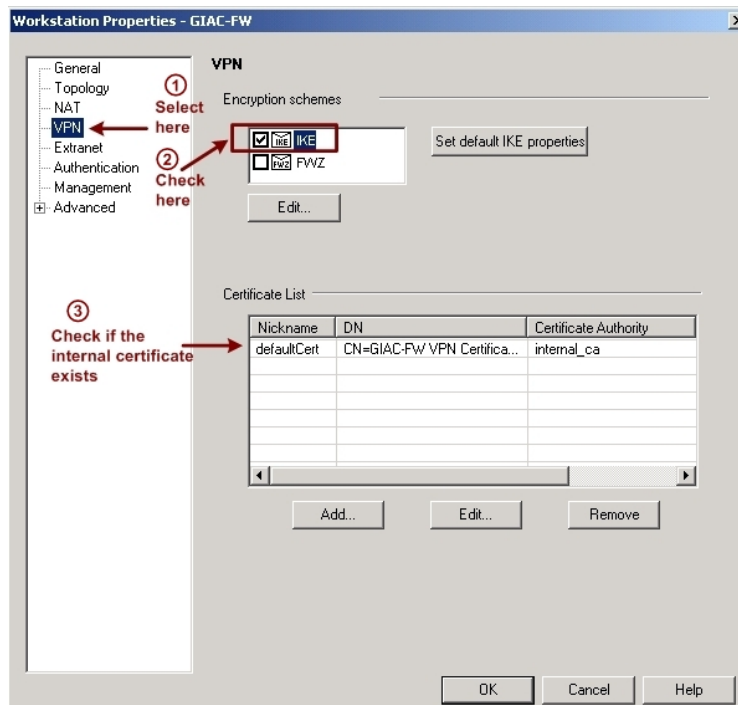 Workstation Properties - GIAC-FW
General
Topology
NAT
VPN
Extranet
Authentication
Management
Advanced
1
Select
here
2
Check
here
3
Check if the
internal certificate
exists
VPN
Encryption schemes
IKE IKE
FWZ FWZ
Set default IKE properties
Edit...
Certificate List
Nickname DN Certificate Authority
defaultCert CN=GIAC-FW VPN Certifica... internal_ca
Add... Edit... Remove
OK Cancel Help